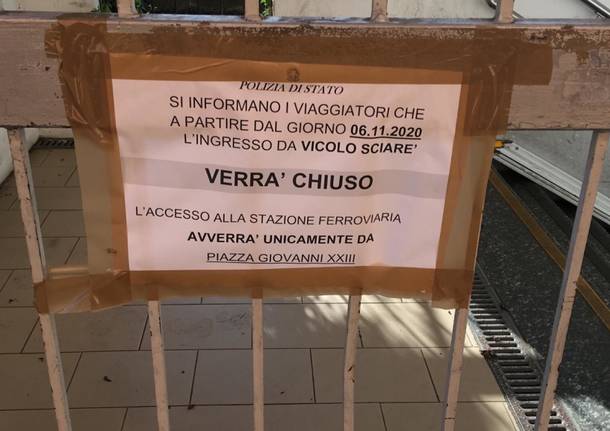 POLIZIA DI STATO
SI INFORMANO I VIAGGIATORI CHE
A PARTIRE DAL GIORNO 06.11.2020
L'INGRESSO DA VICOLO SCIARE'
VERRA' CHIUSO
L'ACCESSO ALLA STAZIONE FERROVIARIA
AVVERRA' UNICAMENTE DA
PIAZZA GIOVANNI XXIII